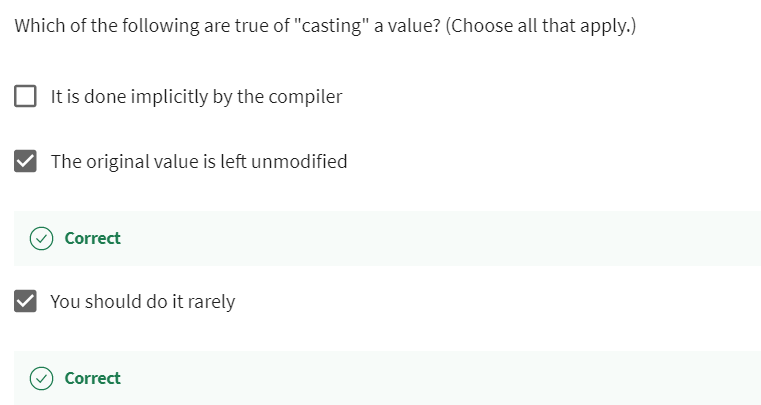 Which of the following are true of "casting" a value? (Choose all that apply.)
It is done implicitly by the compiler
The original value is left unmodified
Correct
You should do it rarely
Correct